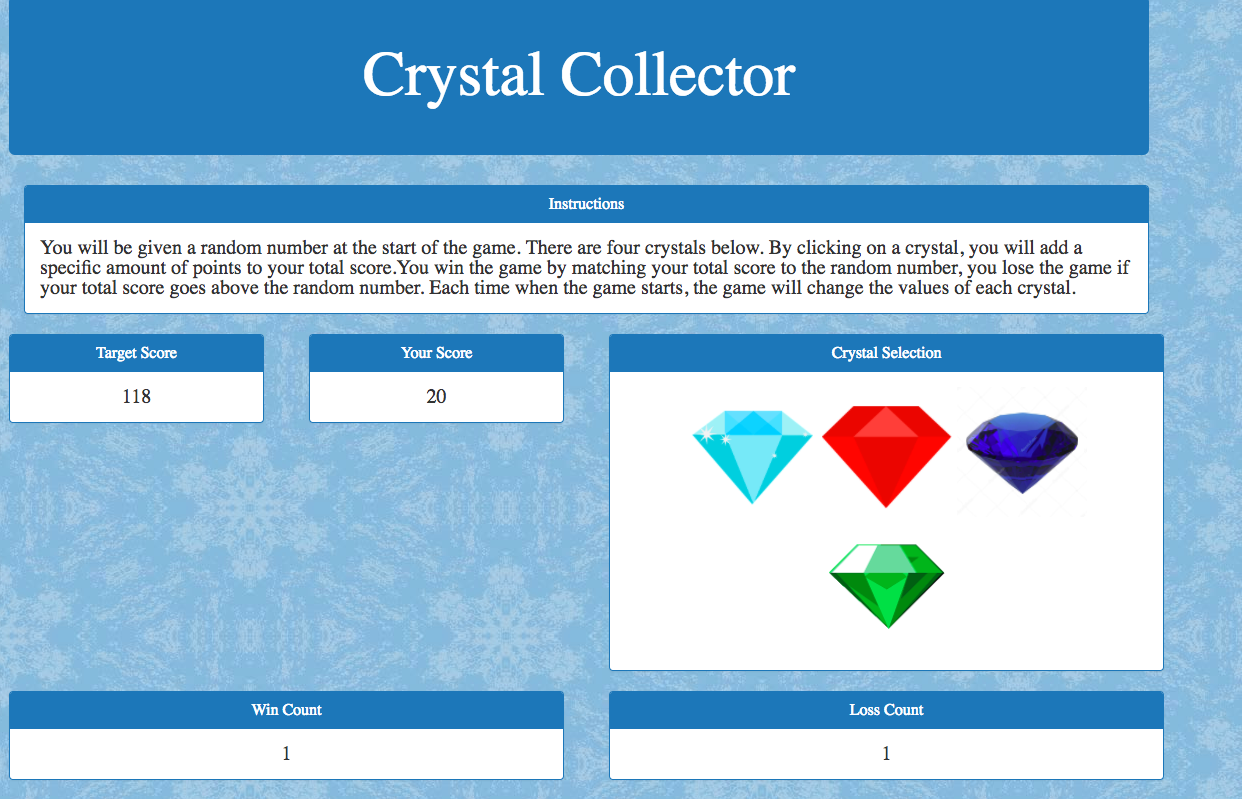 Crystal Collector
Instructions
You will be given a random number at the start of the game. There are four crystals below. By clicking on a crystal, you will add a
specific amount of points to your total score.You win the game by matching your total score to the random number, you lose the game if
your total score goes above the random number. Each time when the game starts, the game will change the values of each crystal.
Target Score
118
Your Score
20
Crystal Selection
Win Count
1
Loss Count
1